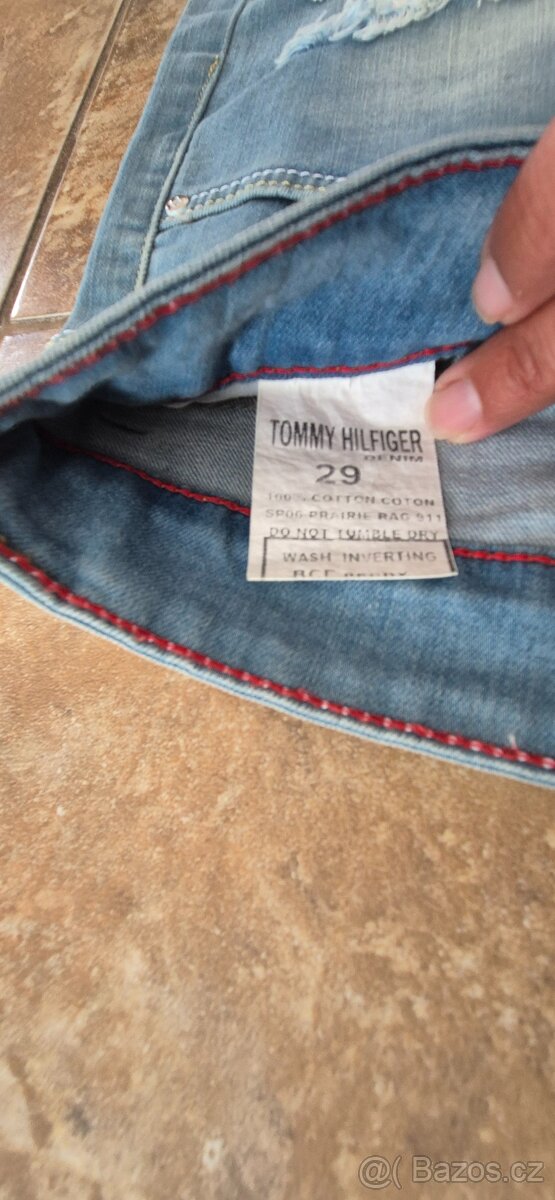 TOMMY HILFIGER
DENIM
29
100% COTTON COTON
SP06-PRAIRIE RAG 911
DO NOT TUMBLE DRY
WASH INVERTING
@( Bazos.cz